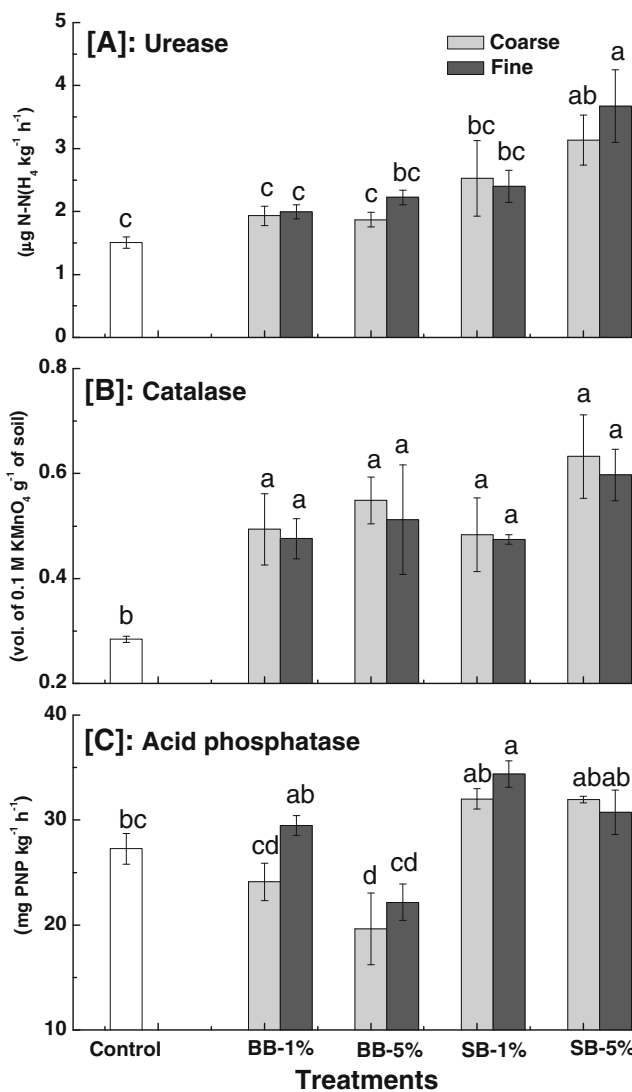 [A]: Urease
Coarse
Fine
(µg N-N(H4 kg-1 h-1)
5
4
3
2
1
0
c
c
c
c
bc
bc
bc
ab
a
[B]: Catalase
(vol. of 0.1 M KMnO4 g-1 of soil)
0.8
0.6
0.4
0.2
b
a
a
a
a
a
a
a
a
[C]: Acid phosphatase
(mg PNP kg-1 h-1)
40
30
20
10
bc
cd
ab
d
cd
ab
a
abab
Control
BB-1%
BB-5%
SB-1%
SB-5%
Treatments